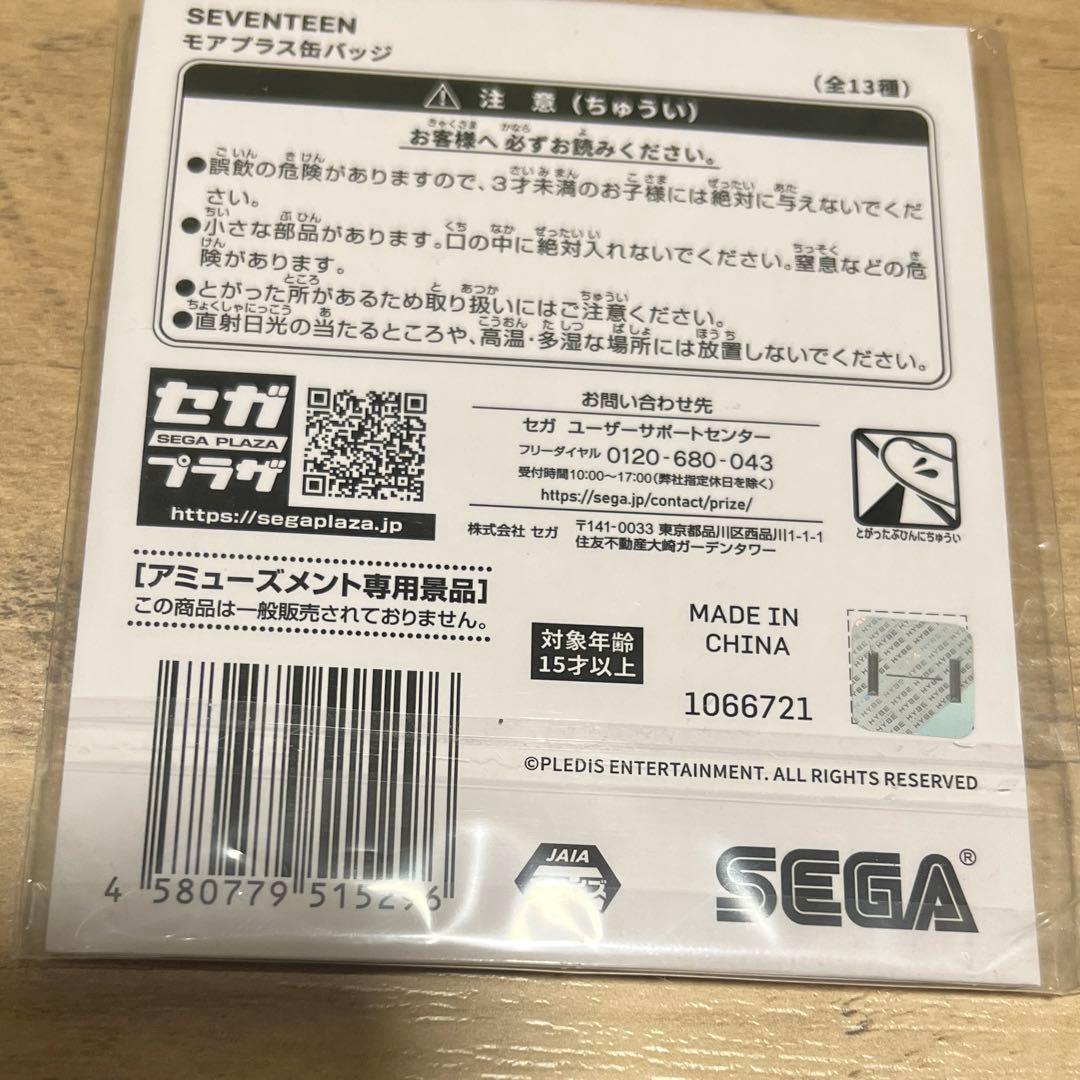 SEVENTEEN
モアプラス缶バッジ
（全13種）
注意（ちゅうい）
お客様へ 必ずお読みください。
●誤飲の危険がありますので、3才未満のお子様には絶対に与えないでくだ
さい。
●小さな部品があります。口の中に絶対入れないでください。窒息などの危
険があります。
●とがった所があるため取り扱いにはご注意ください。
●直射日光の当たるところや、高温・多湿な場所には放置しないでください。
セガ
SEGA PLAZA
プラザ
https://segaplaza.jp
お問い合わせ先
セガ ユーザーサポートセンター
フリーダイヤル 0120-680-043
受付時間10:00～17:00（弊社指定休日を除く）
https://sega.jp/contact/prize/
株式会社 セガ 〒141-0033 東京都品川区西品川1-1-1
住友不動産大崎ガーデンタワー
とがったぶひんにちゅうい
[アミューズメント専用景品]
この商品は一般販売されておりません。
対象年齢
15才以上
MADE IN
CHINA
1066721
HYBE
©PLEDIS ENTERTAINMENT. ALL RIGHTS RESERVED
4 580779 515296
JAIA
SEGA®